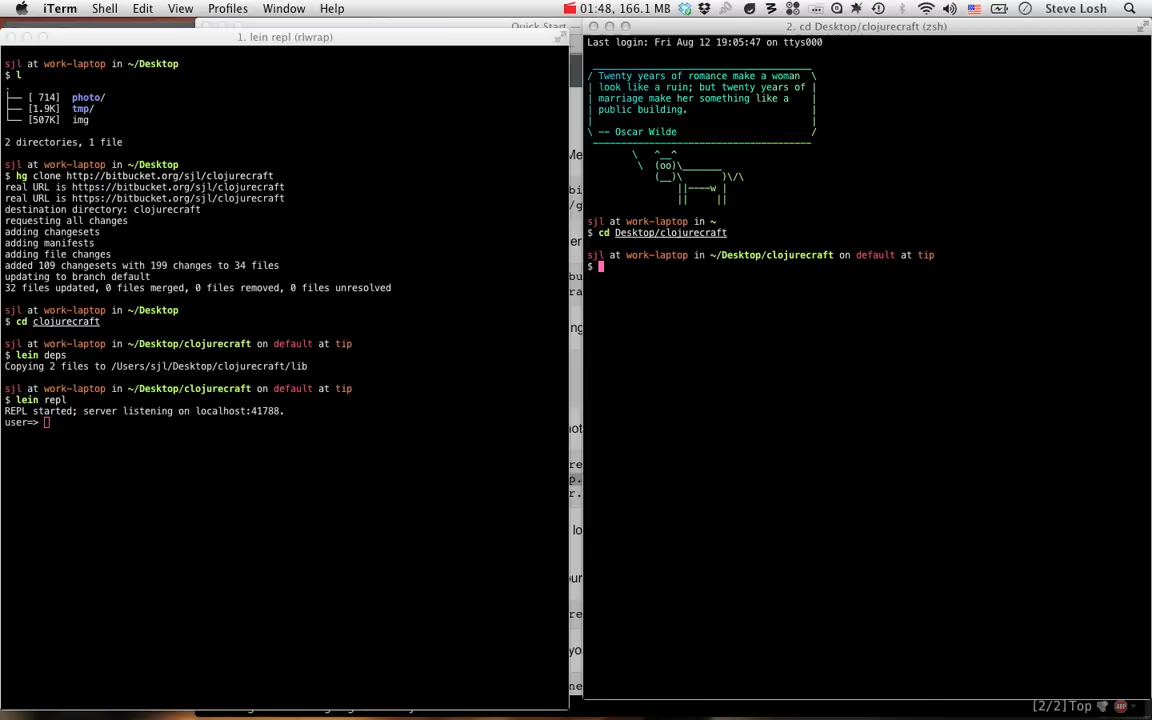 iTerm Shell Edit View Profiles Window Help 01:48, 166.1 MB Steve Losh
Quick Start
1. lein repl (rlwrap)
sjl at work-laptop in ~/Desktop
$ l
.
├── [ 714] photo/
├── [1.9K] tmp/
└── [507K] img
2 directories, 1 file
sjl at work-laptop in ~/Desktop
$ hg clone http://bitbucket.org/sjl/clojurecraft
real URL is https://bitbucket.org/sjl/clojurecraft
real URL is https://bitbucket.org/sjl/clojurecraft
destination directory: clojurecraft
requesting all changes
adding changesets
adding manifests
adding file changes
added 109 changesets with 199 changes to 34 files
updating to branch default
32 files updated, 0 files merged, 0 files removed, 0 files unresolved
sjl at work-laptop in ~/Desktop
$ cd clojurecraft
sjl at work-laptop in ~/Desktop/clojurecraft on default at tip
$ lein deps
Copying 2 files to /Users/sjl/Desktop/clojurecraft/lib
sjl at work-laptop in ~/Desktop/clojurecraft on default at tip
$ lein repl
REPL started; server listening on localhost:41788.
user=>
2. cd Desktop/clojurecraft (zsh)
Last login: Fri Aug 12 19:05:47 on ttys000
/ Twenty years of romance make a woman \
| look like a ruin; but twenty years of |
| marriage make her something like a |
| public building. |
| |
\ -- Oscar Wilde /
\ ^__^
\ (oo)\_______
(__)\ )\/\
||----w |
|| ||
sjl at work-laptop in ~
$ cd Desktop/clojurecraft
sjl at work-laptop in ~/Desktop/clojurecraft on default at tip
$
[2/2] Top